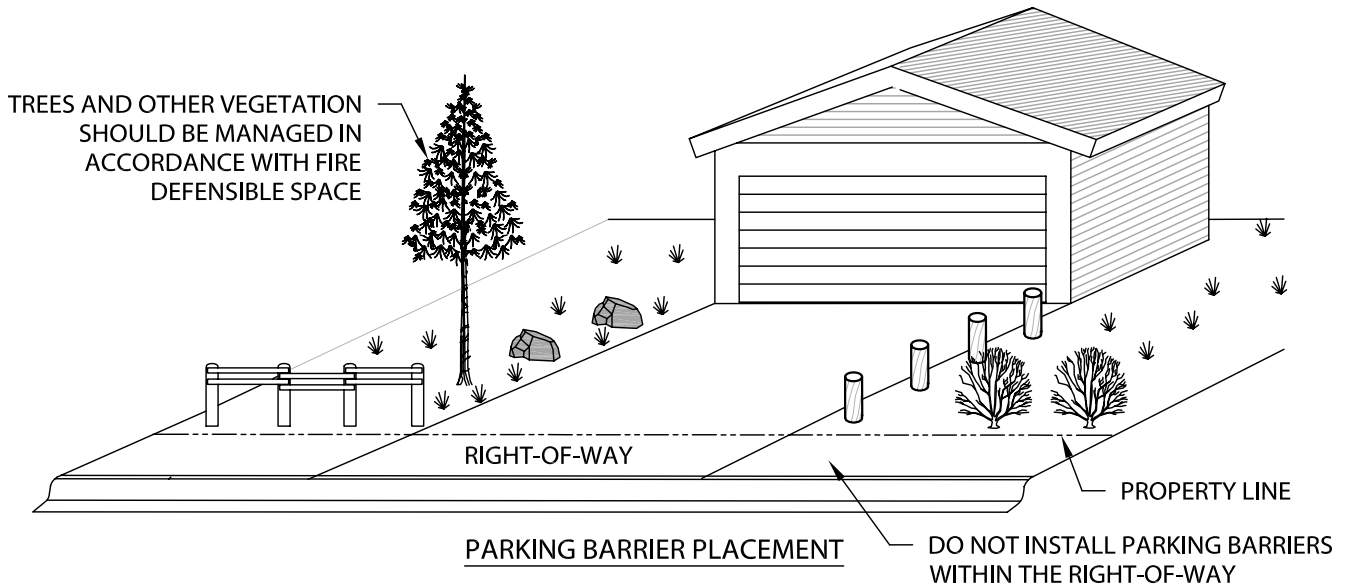 TREES AND OTHER VEGETATION
SHOULD BE MANAGED IN
ACCORDANCE WITH FIRE
DEFENSIBLE SPACE
RIGHT-OF-WAY
PROPERTY LINE
PARKING BARRIER PLACEMENT
DO NOT INSTALL PARKING BARRIERS
WITHIN THE RIGHT-OF-WAY